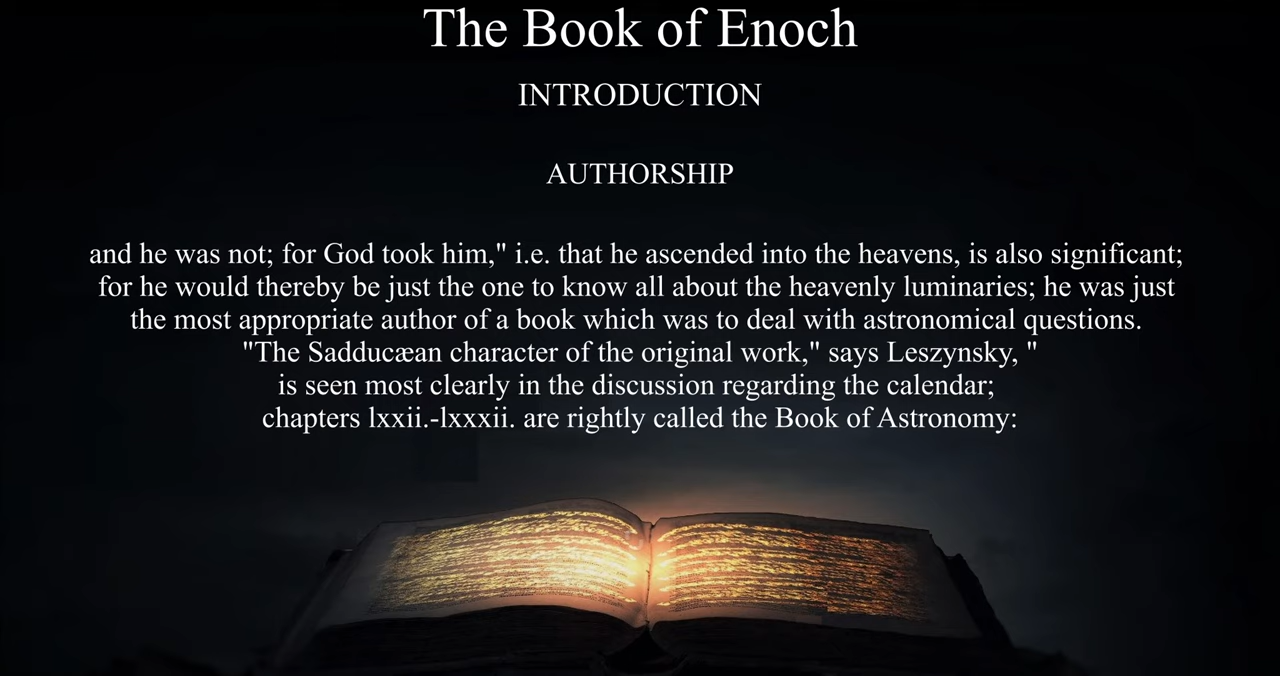 The Book of Enoch
INTRODUCTION
AUTHORSHIP
and he was not; for God took him," i.e. that he ascended into the heavens, is also significant;
for he would thereby be just the one to know all about the heavenly luminaries; he was just
the most appropriate author of a book which was to deal with astronomical questions.
"The Sadducæan character of the original work," says Leszynsky, "
is seen most clearly in the discussion regarding the calendar;
chapters lxxii.-lxxxii. are rightly called the Book of Astronomy: